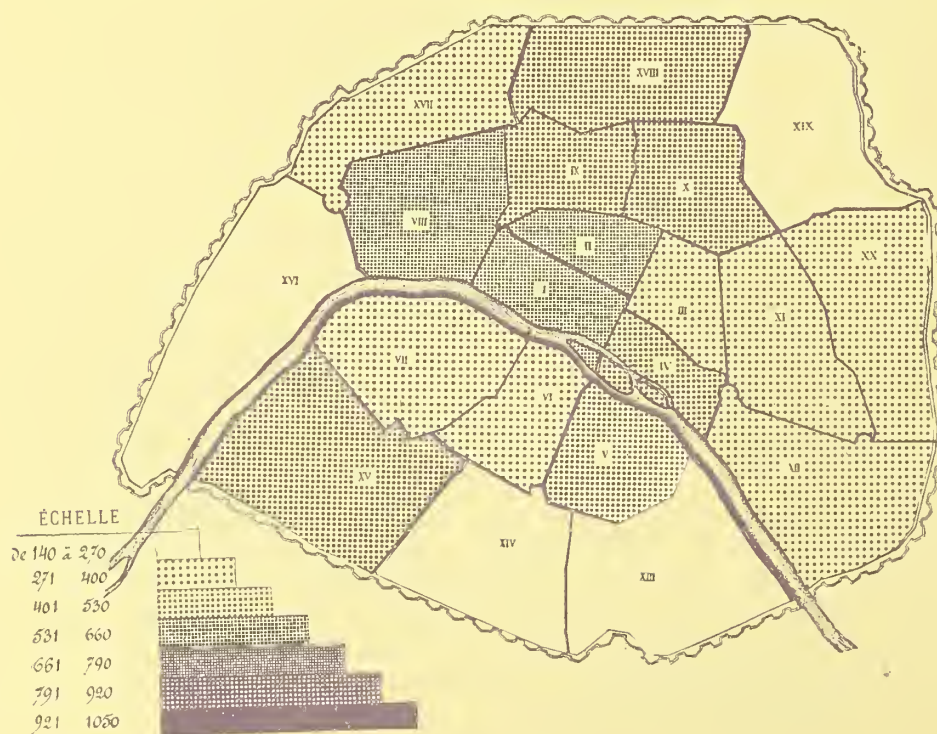 XVIII
XVII
XIX
IX
X
VIII
II
XX
XVI
I
III
XI
VII
IV
VI
V
XV
XII
XIV
XIII
ÉCHELLE
de 140 à 270
271 400
401 530
531 660
661 790
791 920
921 1050